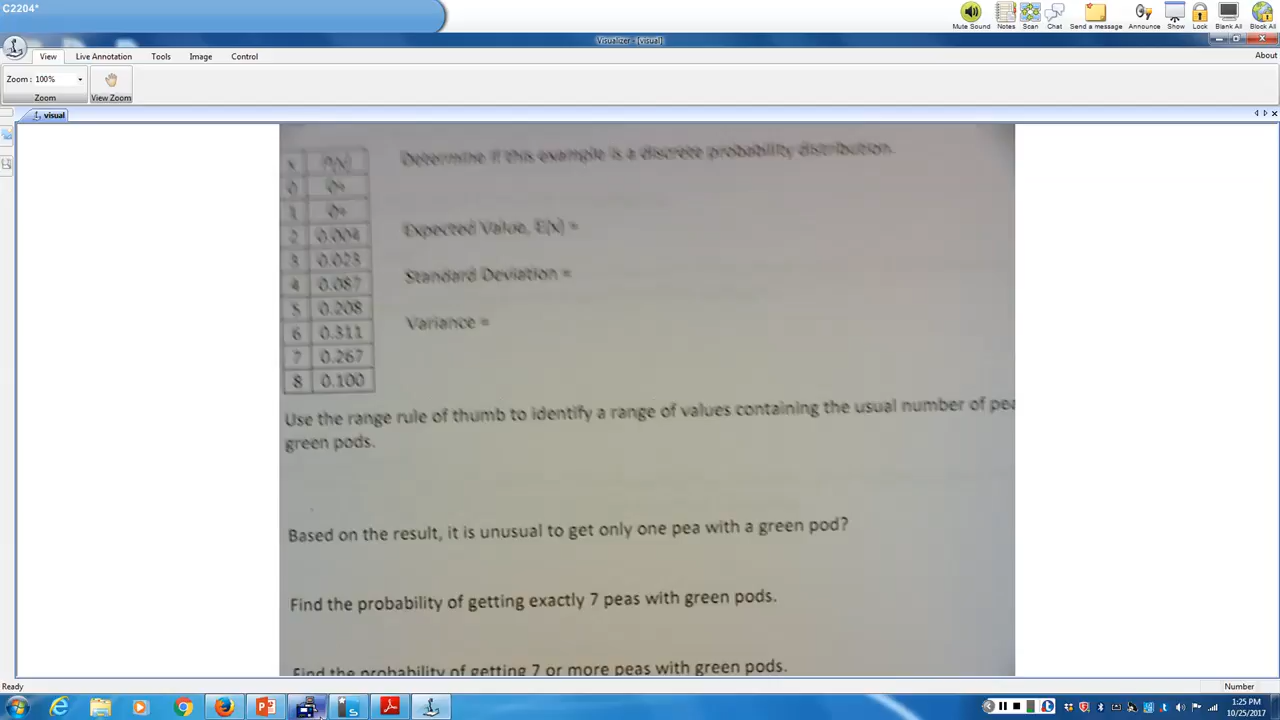 C2204*
Mute Sound Notes Scan Chat Send a message Announce Show Lock Blank All Block All
Visualizer - [visual]
View Live Annotation Tools Image Control About
Zoom : 100%
Zoom View Zoom
visual
x P(x) Determine if this example is a discrete probability distribution.
0 0+
1 0+
2 0.004 Expected Value, E(x) =
3 0.023
4 0.087 Standard Deviation =
5 0.208
6 0.311 Variance =
7 0.267
8 0.100
Use the range rule of thumb to identify a range of values containing the usual number of pea
green pods.
Based on the result, it is unusual to get only one pea with a green pod?
Find the probability of getting exactly 7 peas with green pods.
Find the probability of getting 7 or more peas with green pods.
Ready Number
1:25 PM
10/25/2017